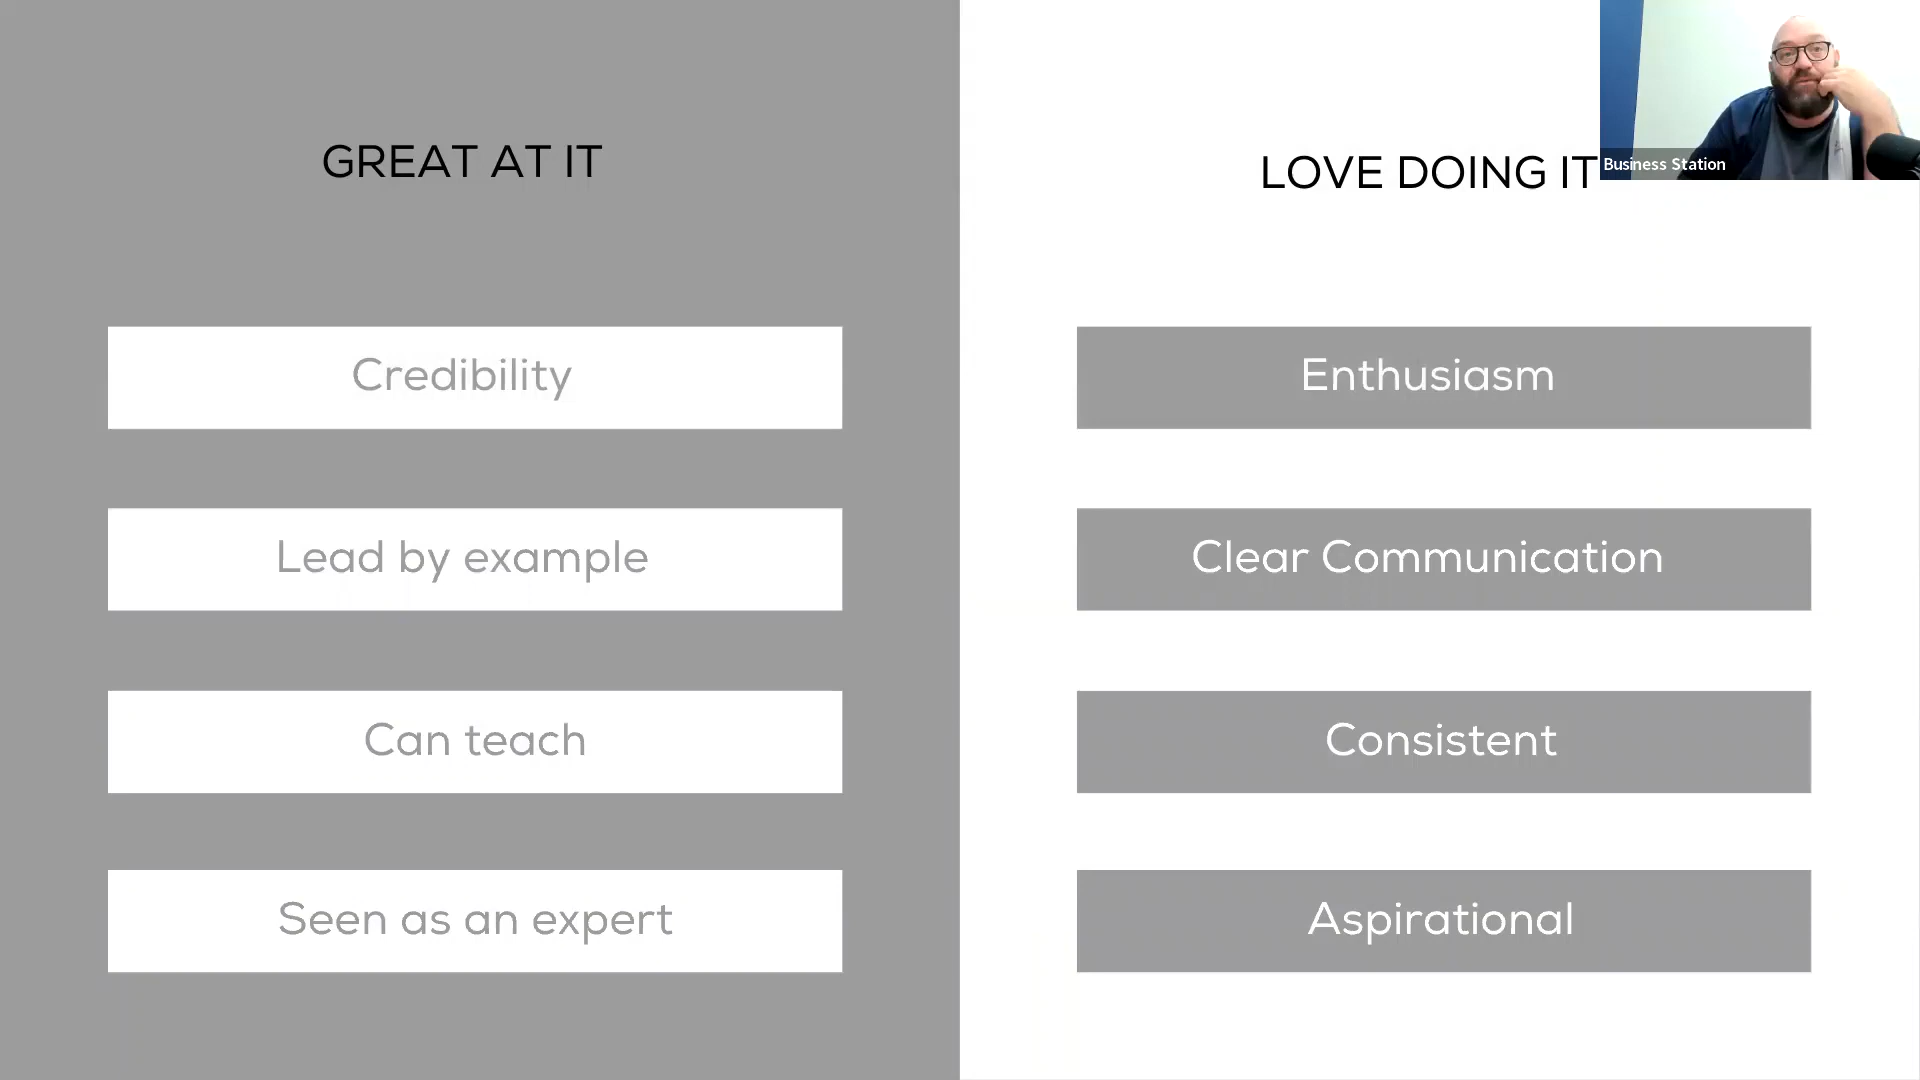 GREAT AT IT
Credibility
Lead by example
Can teach
Seen as an expert
LOVE DOING IT
Enthusiasm
Clear Communication
Consistent
Aspirational
Business Station